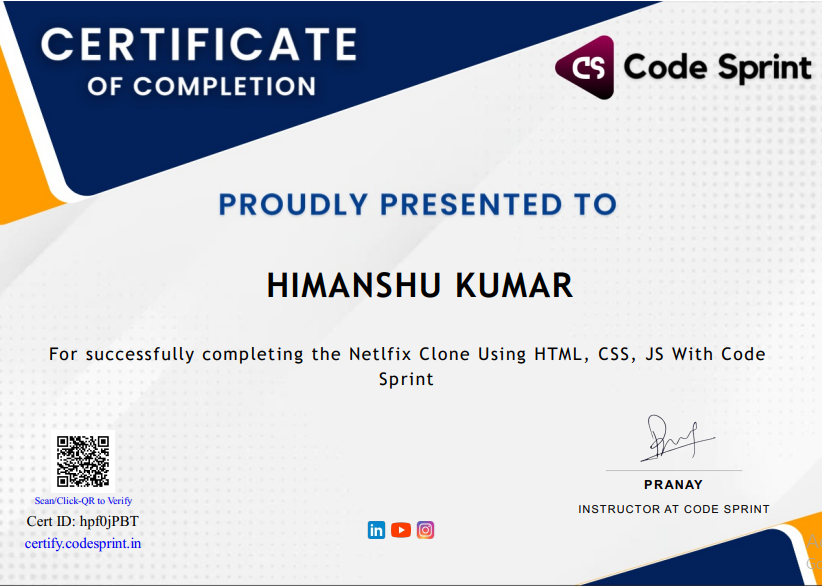 CERTIFICATE
OF COMPLETION
CS Code Sprint
PROUDLY PRESENTED TO
HIMANSHU KUMAR
For successfully completing the Netlfix Clone Using HTML, CSS, JS With Code
Sprint
Scan/Click-QR to Verify
Cert ID: hpf0jPBT
certify.codesprint.in
in
PRANAY
INSTRUCTOR AT CODE SPRINT